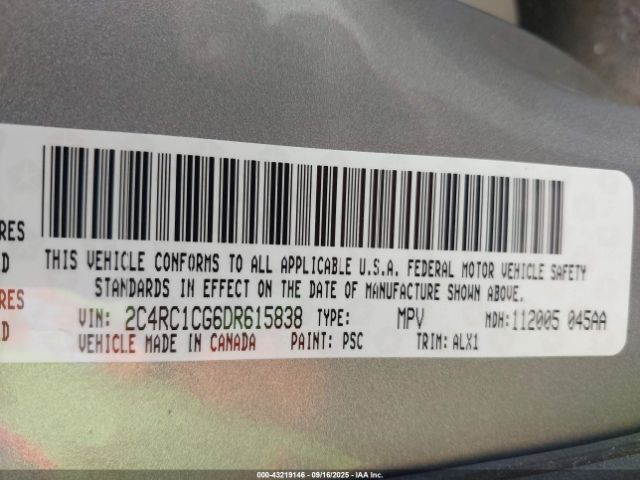 RES
D
RES
D
THIS VEHICLE CONFORMS TO ALL APPLICABLE U.S.A. FEDERAL MOTOR VEHICLE SAFETY
STANDARDS IN EFFECT ON THE DATE OF MANUFACTURE SHOWN ABOVE.
VIN: 2C4RC1CG6DR615838 TYPE: MPV MDH:112005 045AA
VEHICLE MADE IN CANADA PAINT: PSC TRIM: ALX1
000-43219146 - 09/16/2025 - IAA Inc.